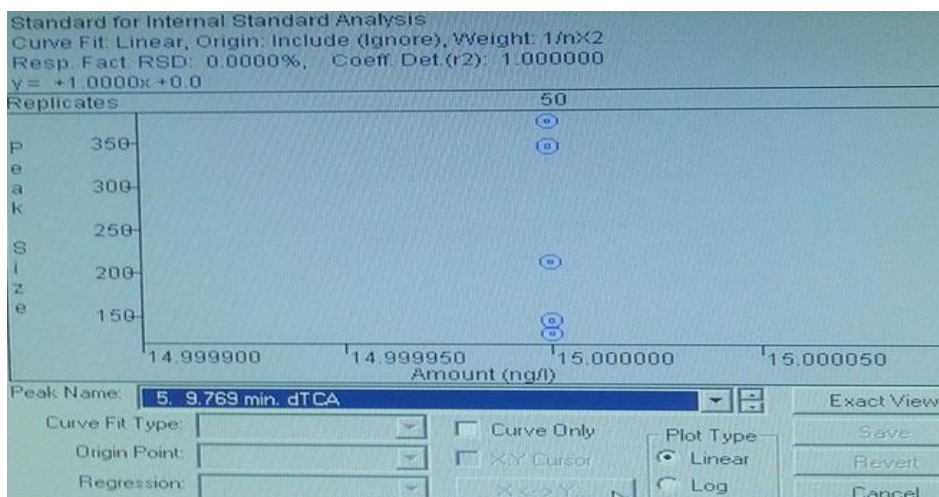 Standard for Internal Standard Analysis
Curve Fit: Linear, Origin: Include (Ignore), Weight: 1/nX2
Resp. Fact. RSD: 0.0000%, Coeff. Det.(r2): 1.000000
y = +1.0000x +0.0
Replicates 50
Peak Size
350
300
250
200
150
14.999900 14.999950 15.000000 15.000050
Amount (ng/l)
Peak Name: 5. 9.769 min. dTCA Exact View
Curve Fit Type: Curve Only Plot Type Save
Origin Point: X,Y Cursor Linear Revert
Regression: X <-> Y Log Cancel